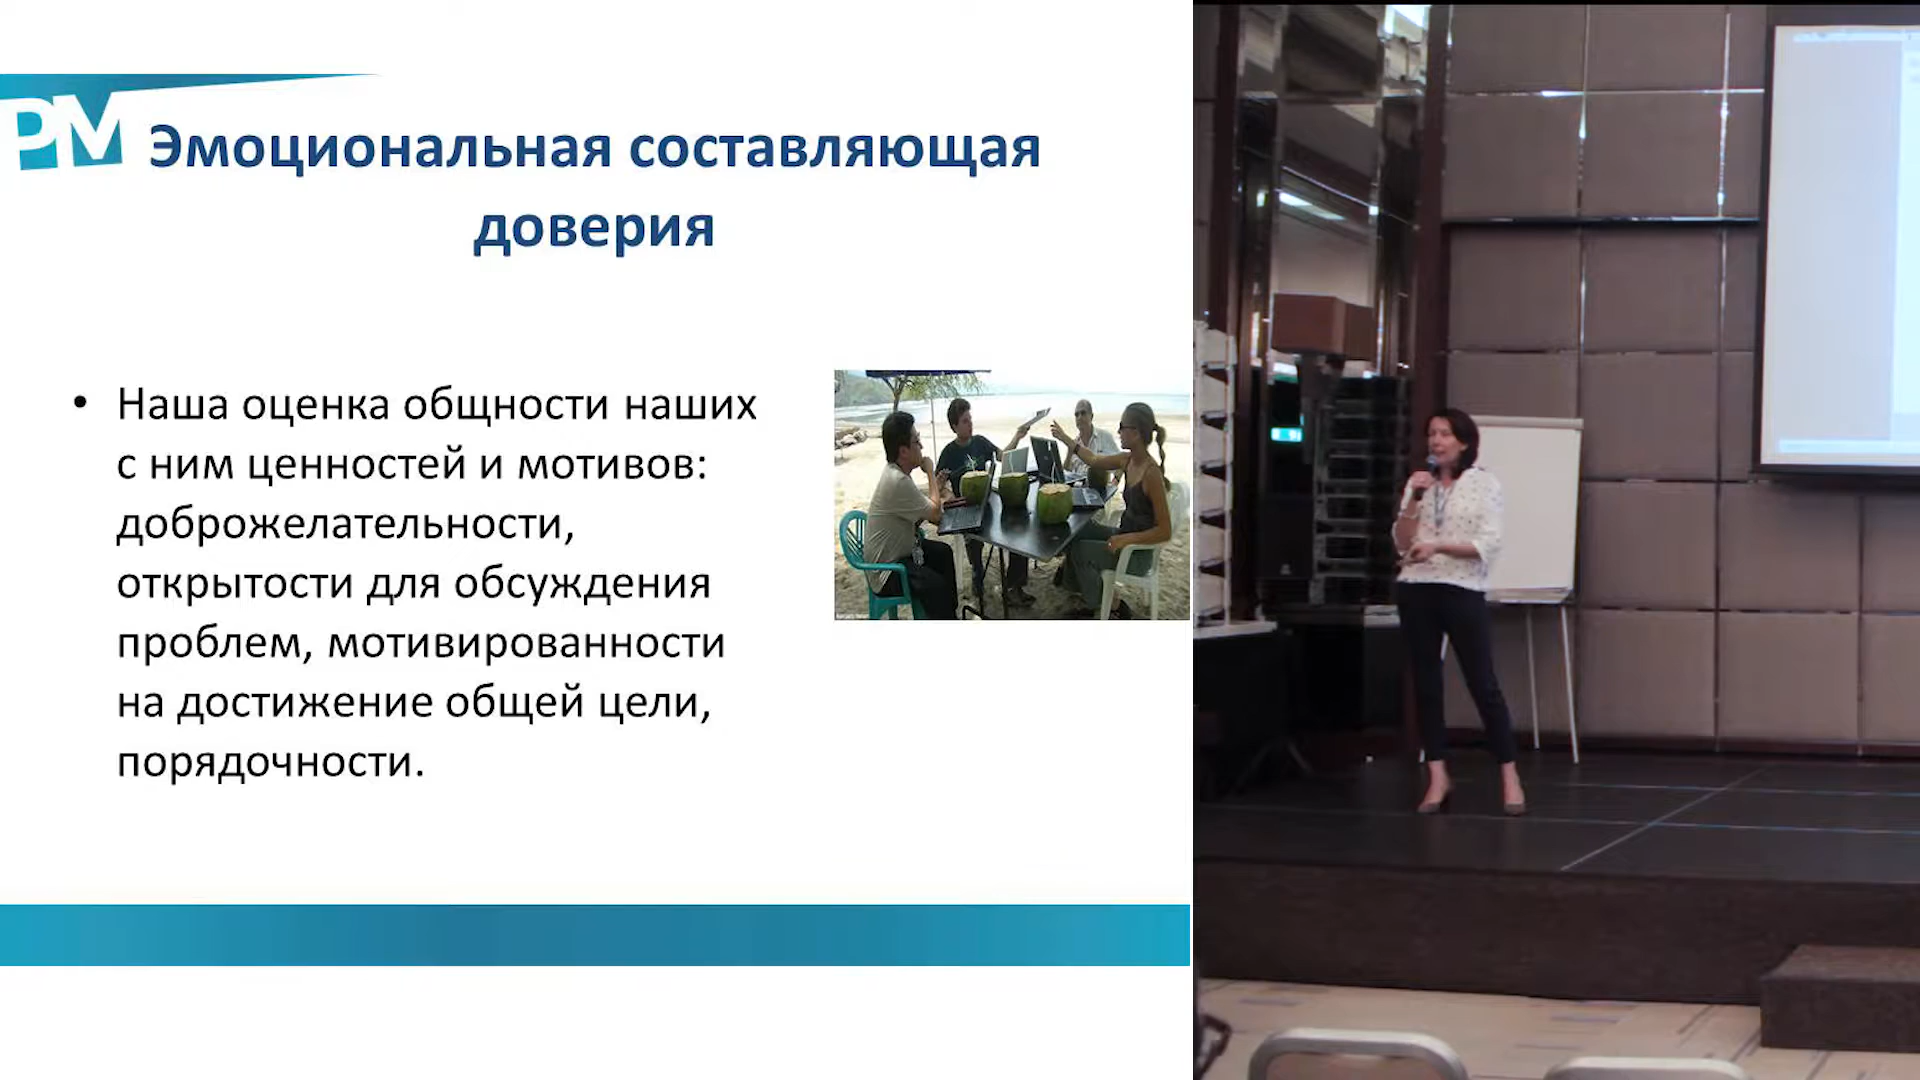 PM
Эмоциональная составляющая
доверия
• Наша оценка общности наших
с ним ценностей и мотивов:
доброжелательности,
открытости для обсуждения
проблем, мотивированности
на достижение общей цели,
порядочности.